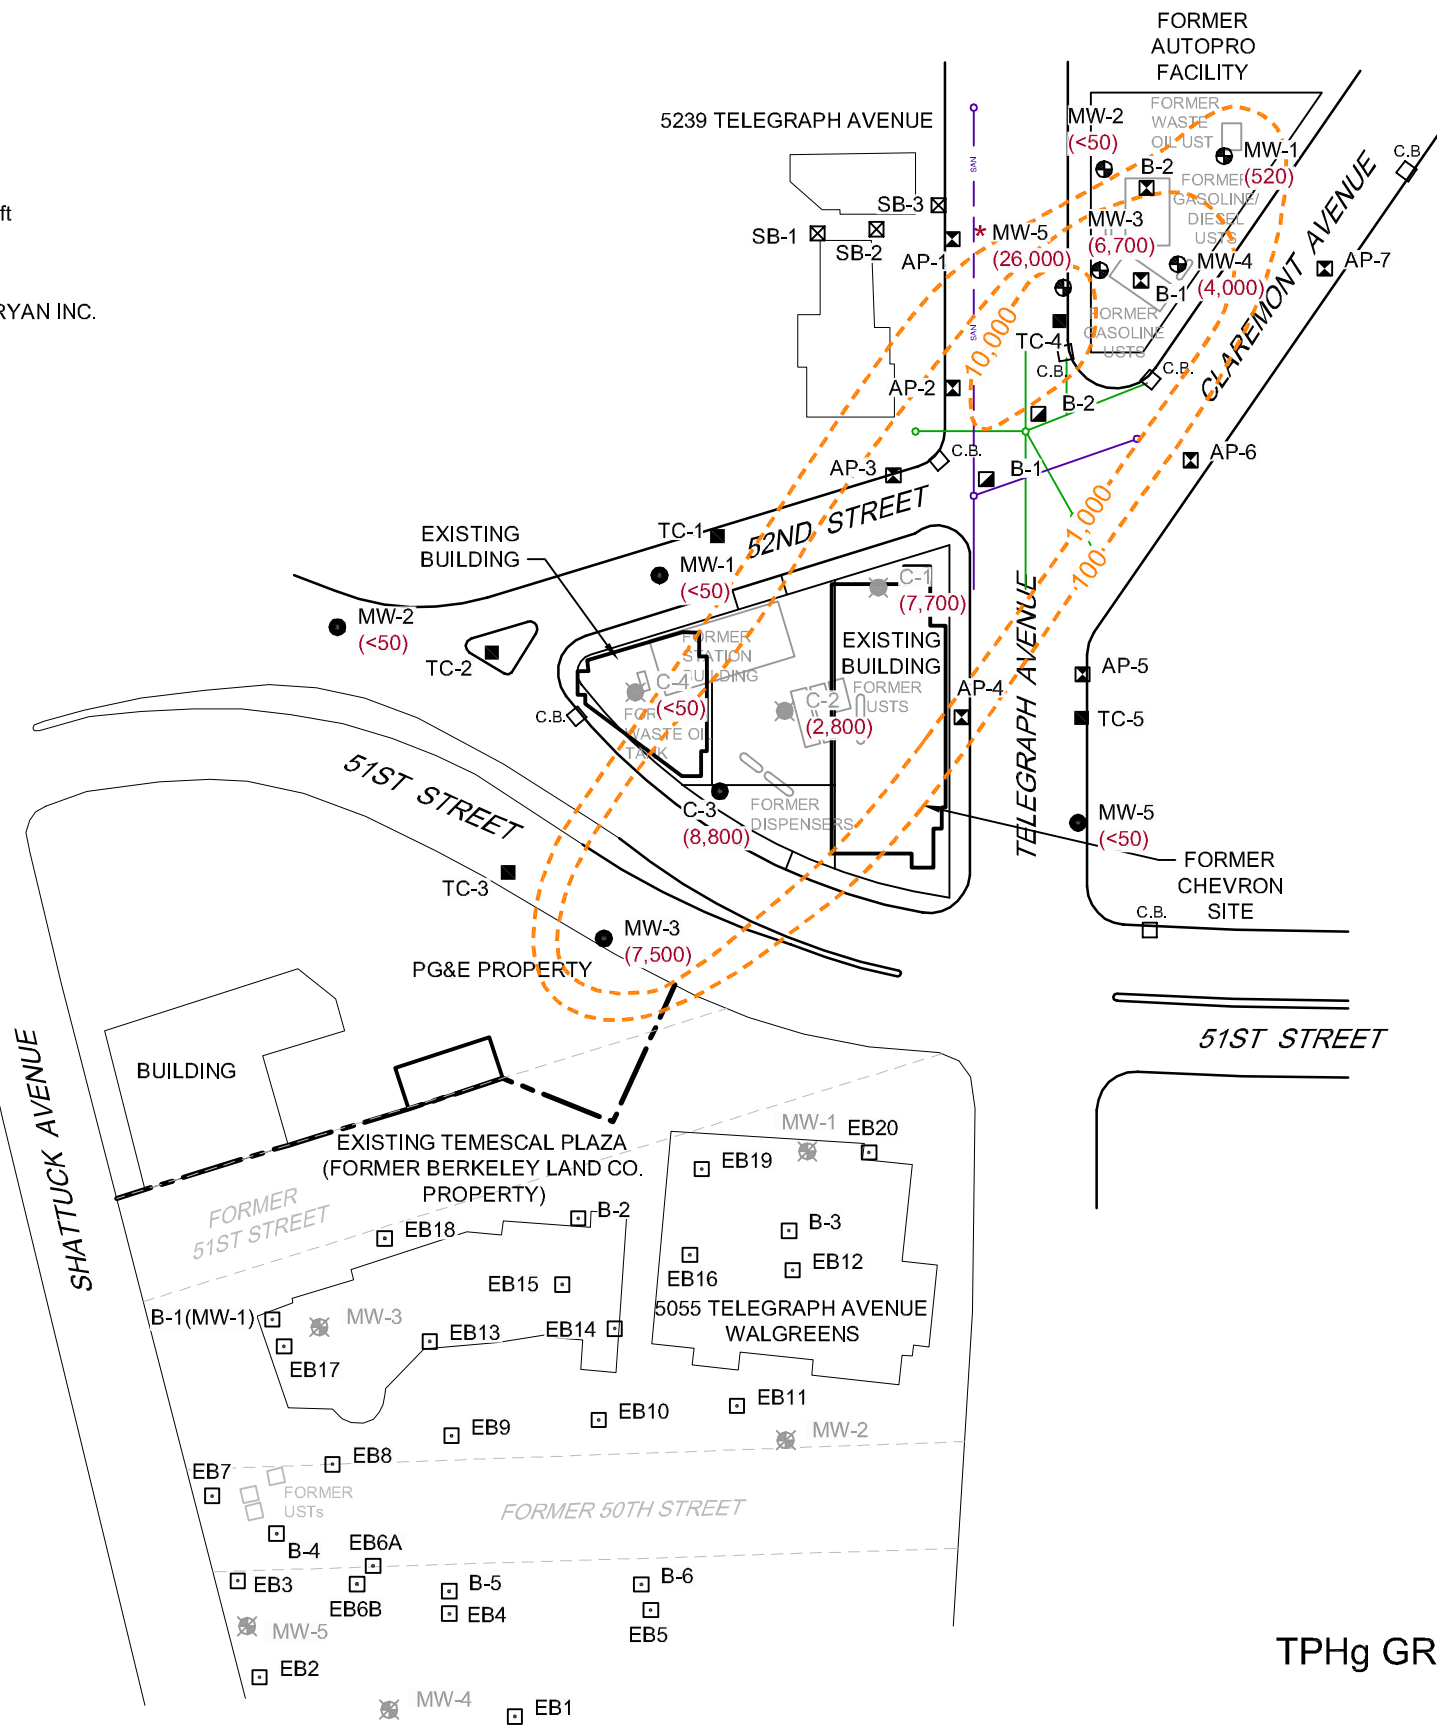 FORMER
AUTOPRO
FACILITY
5239 TELEGRAPH AVENUE
FORMER
WASTE
OIL UST
MW-2
(<50)
MW-1
(520)
B-2
C.B.
FORMER
GASOLINE/
DIESEL
USTS
SAN
SB-3
SB-1
SB-2
AP-1
* MW-5
(26,000)
MW-3
(6,700)
MW-4
(4,000)
B-1
AP-7
ft
RYAN INC.
FORMER
GASOLINE
USTS
SAN
10,000
TC-4
C.B.
C.B.
CLAREMONT AVENUE
AP-2
B-2
AP-3
C.B.
B-1
AP-6
EXISTING
BUILDING
TC-1
52ND STREET
1,000
100
MW-1
(<50)
C-1
(7,700)
MW-2
(<50)
TC-2
FORMER
STATION
BUILDING
EXISTING
BUILDING
TELEGRAPH AVENUE
C-4
(<50)
FOR
WASTE OIL
TANK
C-2
(2,800)
FORMER
USTS
AP-4
AP-5
TC-5
C.B.
51ST STREET
C-3
(8,800)
FORMER
DISPENSERS
MW-5
(<50)
FORMER
CHEVRON
SITE
TC-3
C.B.
MW-3
(7,500)
PG&E PROPERTY
51ST STREET
SHATTUCK AVENUE
BUILDING
EXISTING TEMESCAL PLAZA
(FORMER BERKELEY LAND CO.
PROPERTY)
MW-1
EB20
EB19
FORMER
51ST STREET
B-2
EB18
B-3
EB12
EB16
EB15
5055 TELEGRAPH AVENUE
WALGREENS
B-1(MW-1)
MW-3
EB13
EB14
EB17
EB11
EB10
EB9
MW-2
EB8
EB7
FORMER
USTs
FORMER 50TH STREET
B-4
EB6A
EB3
EB6B
B-5
EB4
B-6
EB5
MW-5
EB2
MW-4
EB1
TPHg GR